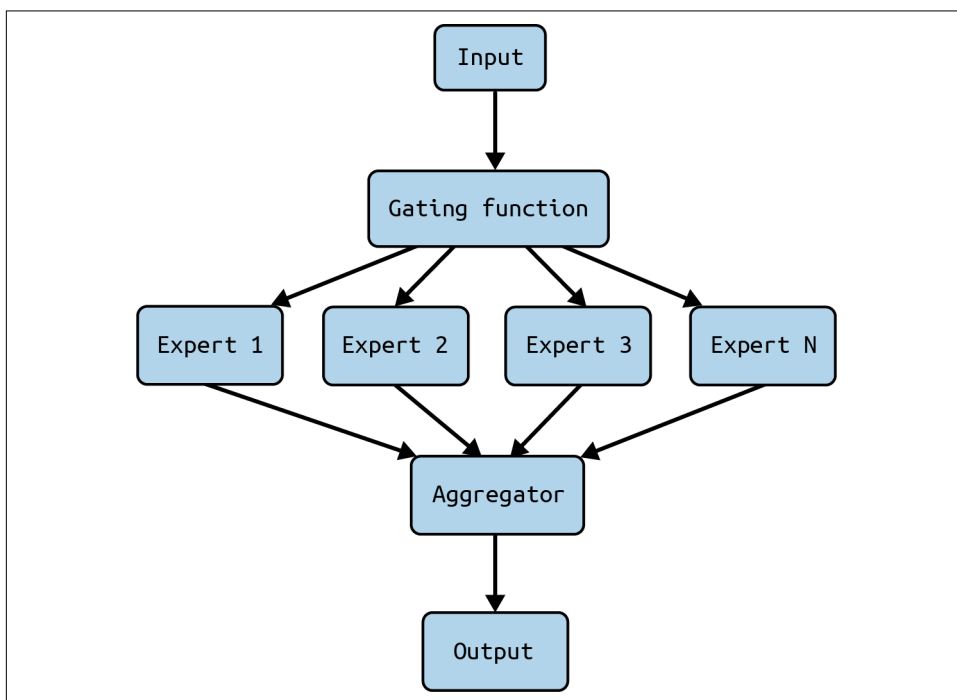 Input
Gating function
Expert 1
Expert 2
Expert 3
Expert N
Aggregator
Output